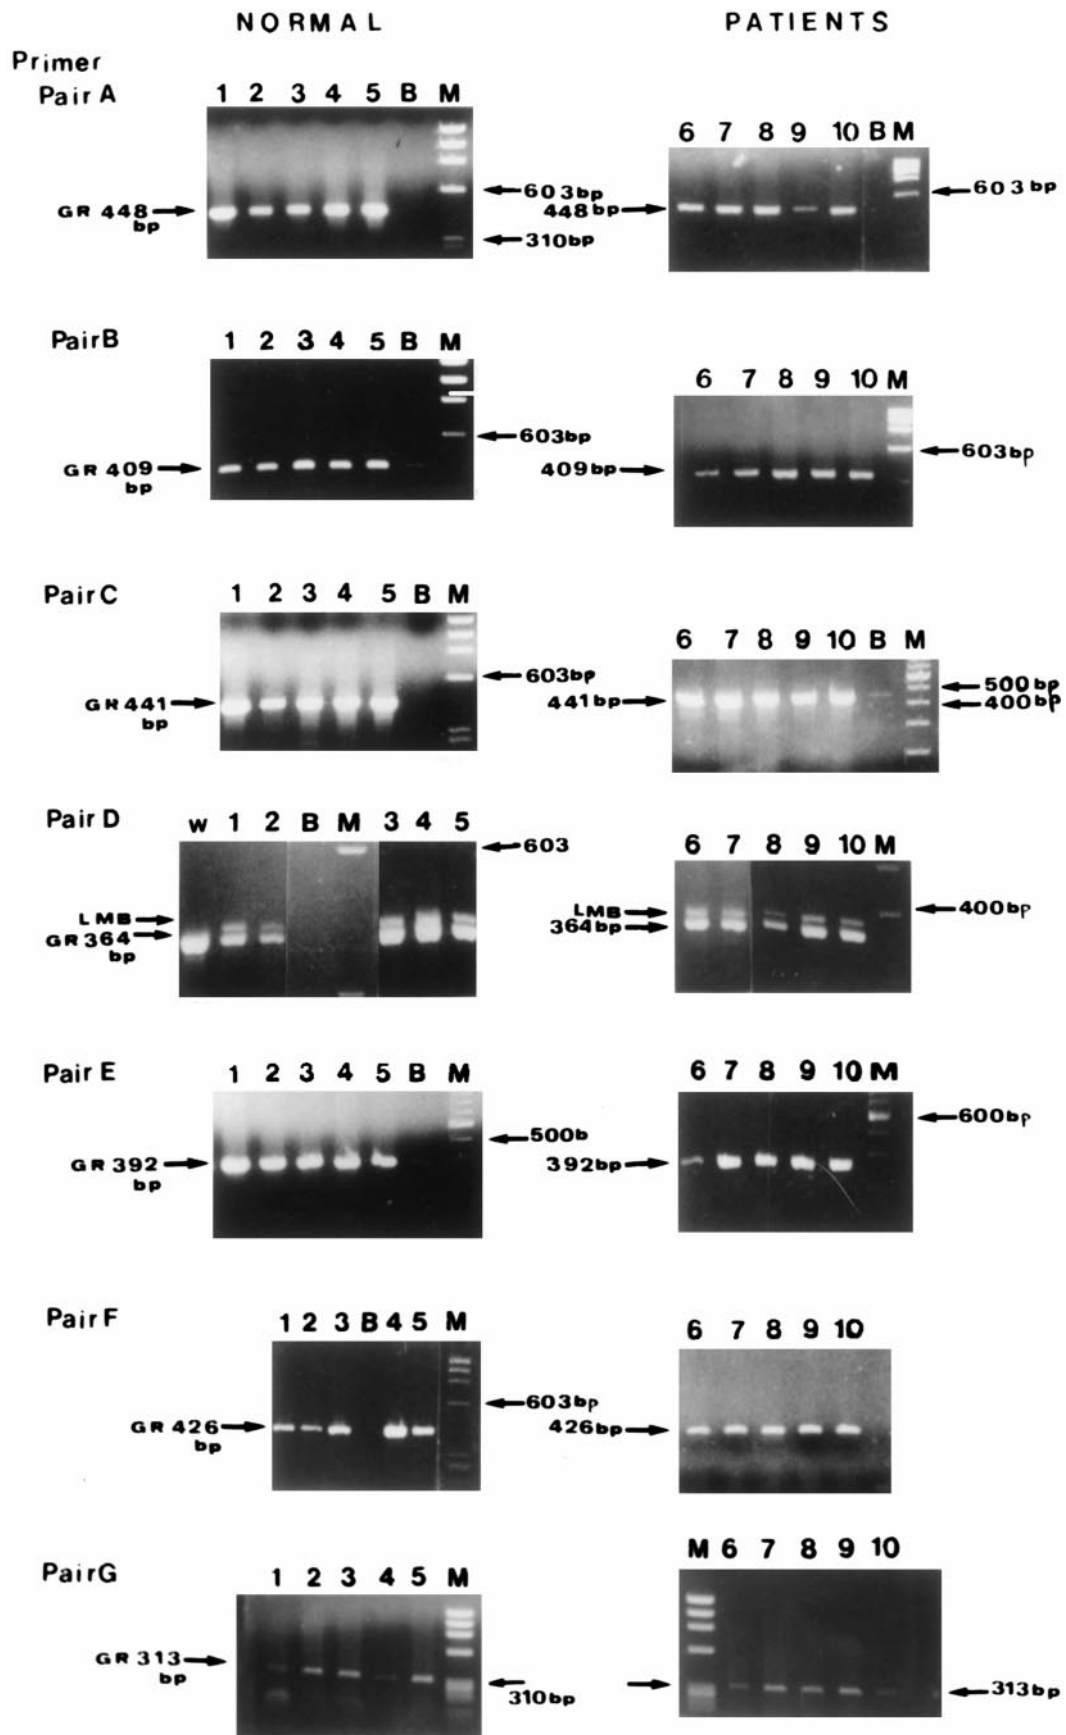 NORMAL PATIENTS
Primer
Pair A
1 2 3 4 5 B M
6 7 8 9 10 B M
603bp
GR 448
bp
310bp
448bp
603bp
Pair B
1 2 3 4 5 B M
6 7 8 9 10 M
603bp
GR 409
bp
409bp
603bp
Pair C
1 2 3 4 5 B M
6 7 8 9 10 B M
603bp
GR 441
bp
441bp
500bp
400bp
Pair D
W 1 2 B M 3 4 5
6 7 8 9 10 M
603
LMB
GR 364
bp
LMB
364bp
400bp
Pair E
1 2 3 4 5 B M
6 7 8 9 10 M
500b
GR 392
bp
392bp
600bp
Pair F
1 2 3 B 4 5 M
6 7 8 9 10
603bp
GR 426
bp
426bp
Pair G
1 2 3 4 5 M
M 6 7 8 9 10
GR 313
bp
310bp
313bp